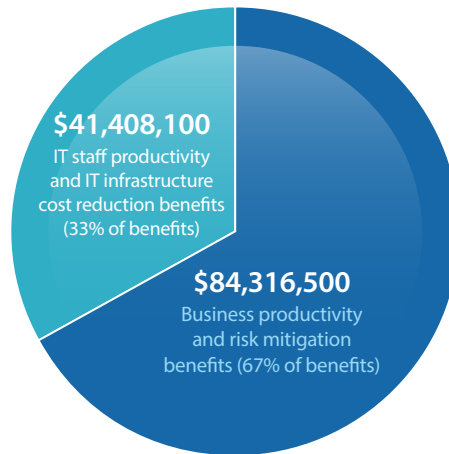 $41,408,100
IT staff productivity
and IT infrastructure
cost reduction benefits
(33% of benefits)
$84,316,500
Business productivity
and risk mitigation
benefits (67% of benefits)